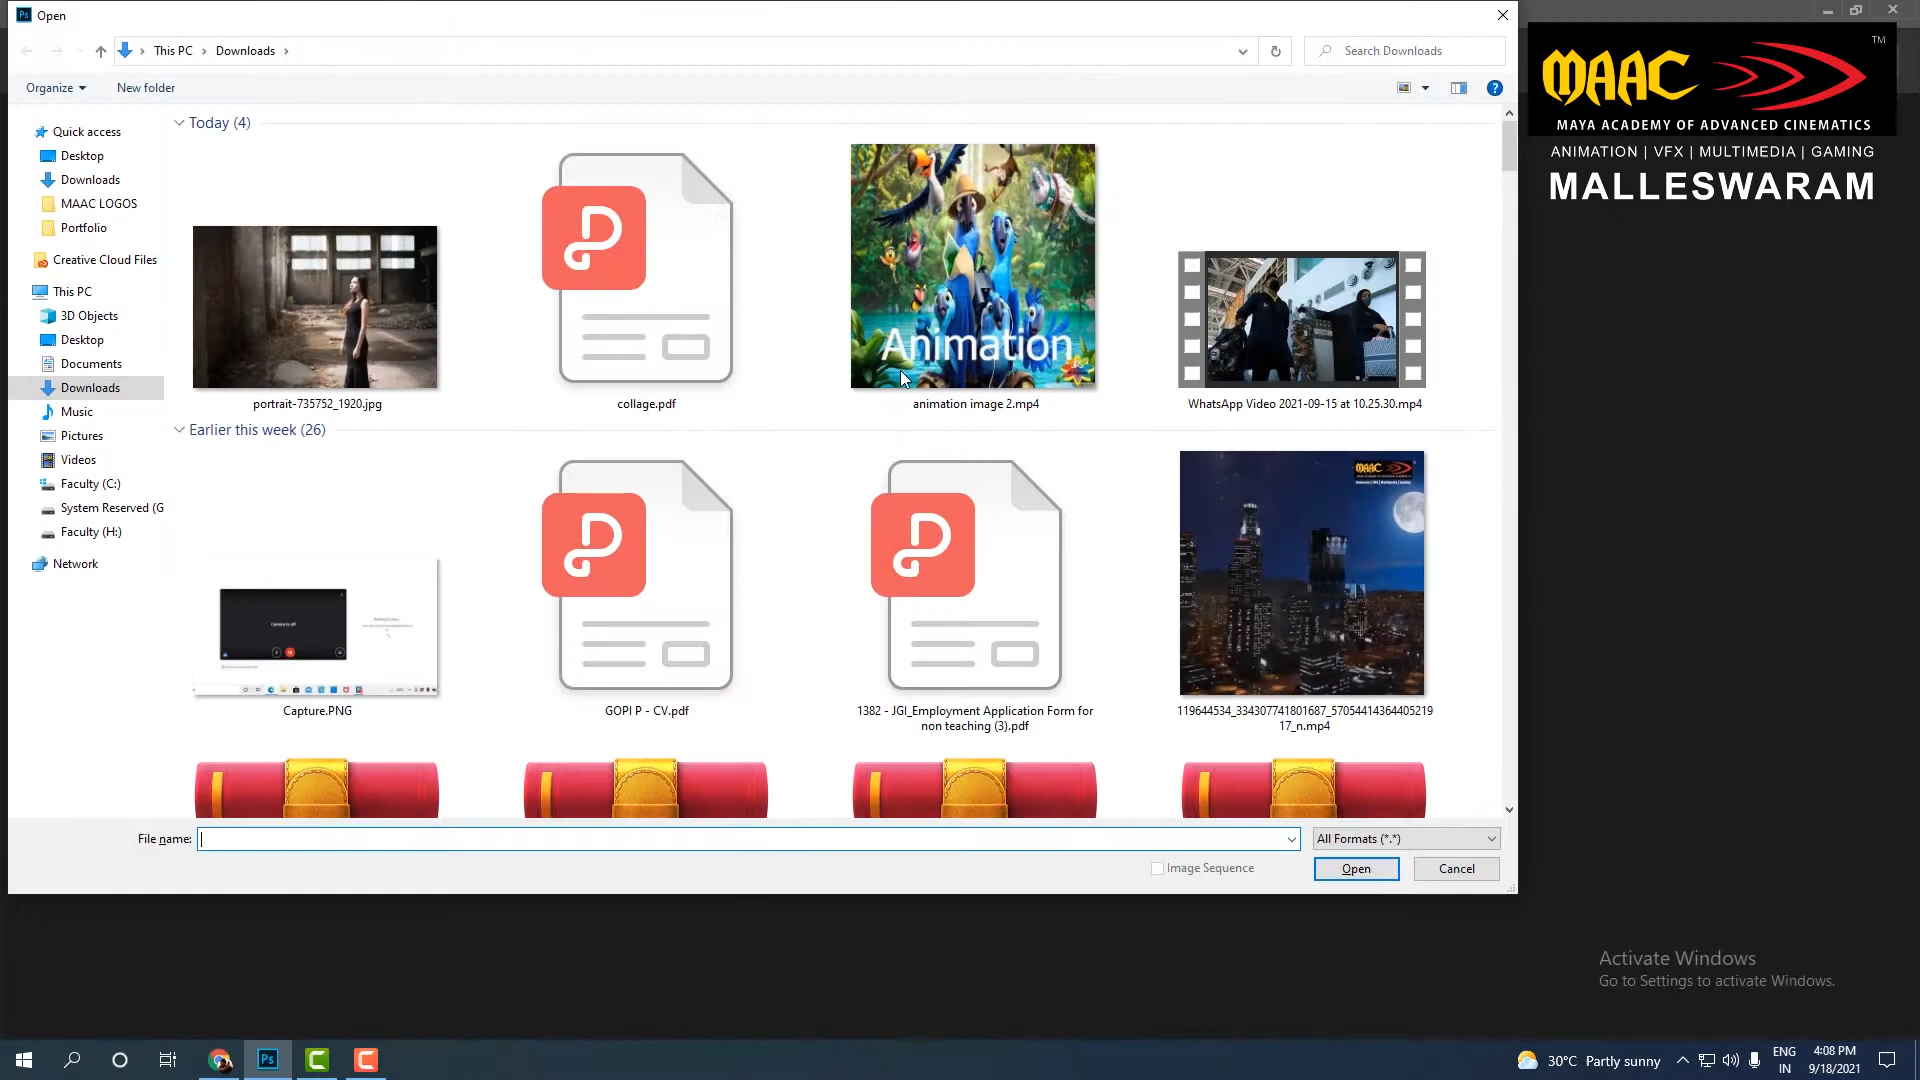 Open
This PC
Downloads
Search Downloads
Organize
New folder
MAAC
TM
MAYA ACADEMY OF ADVANCED CINEMATICS
ANIMATION | VFX | MULTIMEDIA | GAMING
MALLESWARAM
Quick access
Desktop
Downloads
MAAC LOGOS
Portfolio
Creative Cloud Files
This PC
3D Objects
Desktop
Documents
Downloads
Music
Pictures
Videos
Faculty (C:)
System Reserved (G
Faculty (H:)
Network
Today (4)
Animation
portrait-735752_1920.jpg
collage.pdf
animation image 2.mp4
WhatsApp Video 2021-09-15 at 10.25.30.mp4
Earlier this week (26)
MAAC
Capture.PNG
GOPI P - CV.pdf
1382 - JGI_Employment Application Form for
non teaching (3).pdf
119644534_334307741801687_57054414364405219
17_n.mp4
File name:
All Formats (*.*)
Image Sequence
Open
Cancel
Activate Windows
Go to Settings to activate Windows.
Ps
30°C Partly sunny
ENG
IN
4:08 PM
9/18/2021